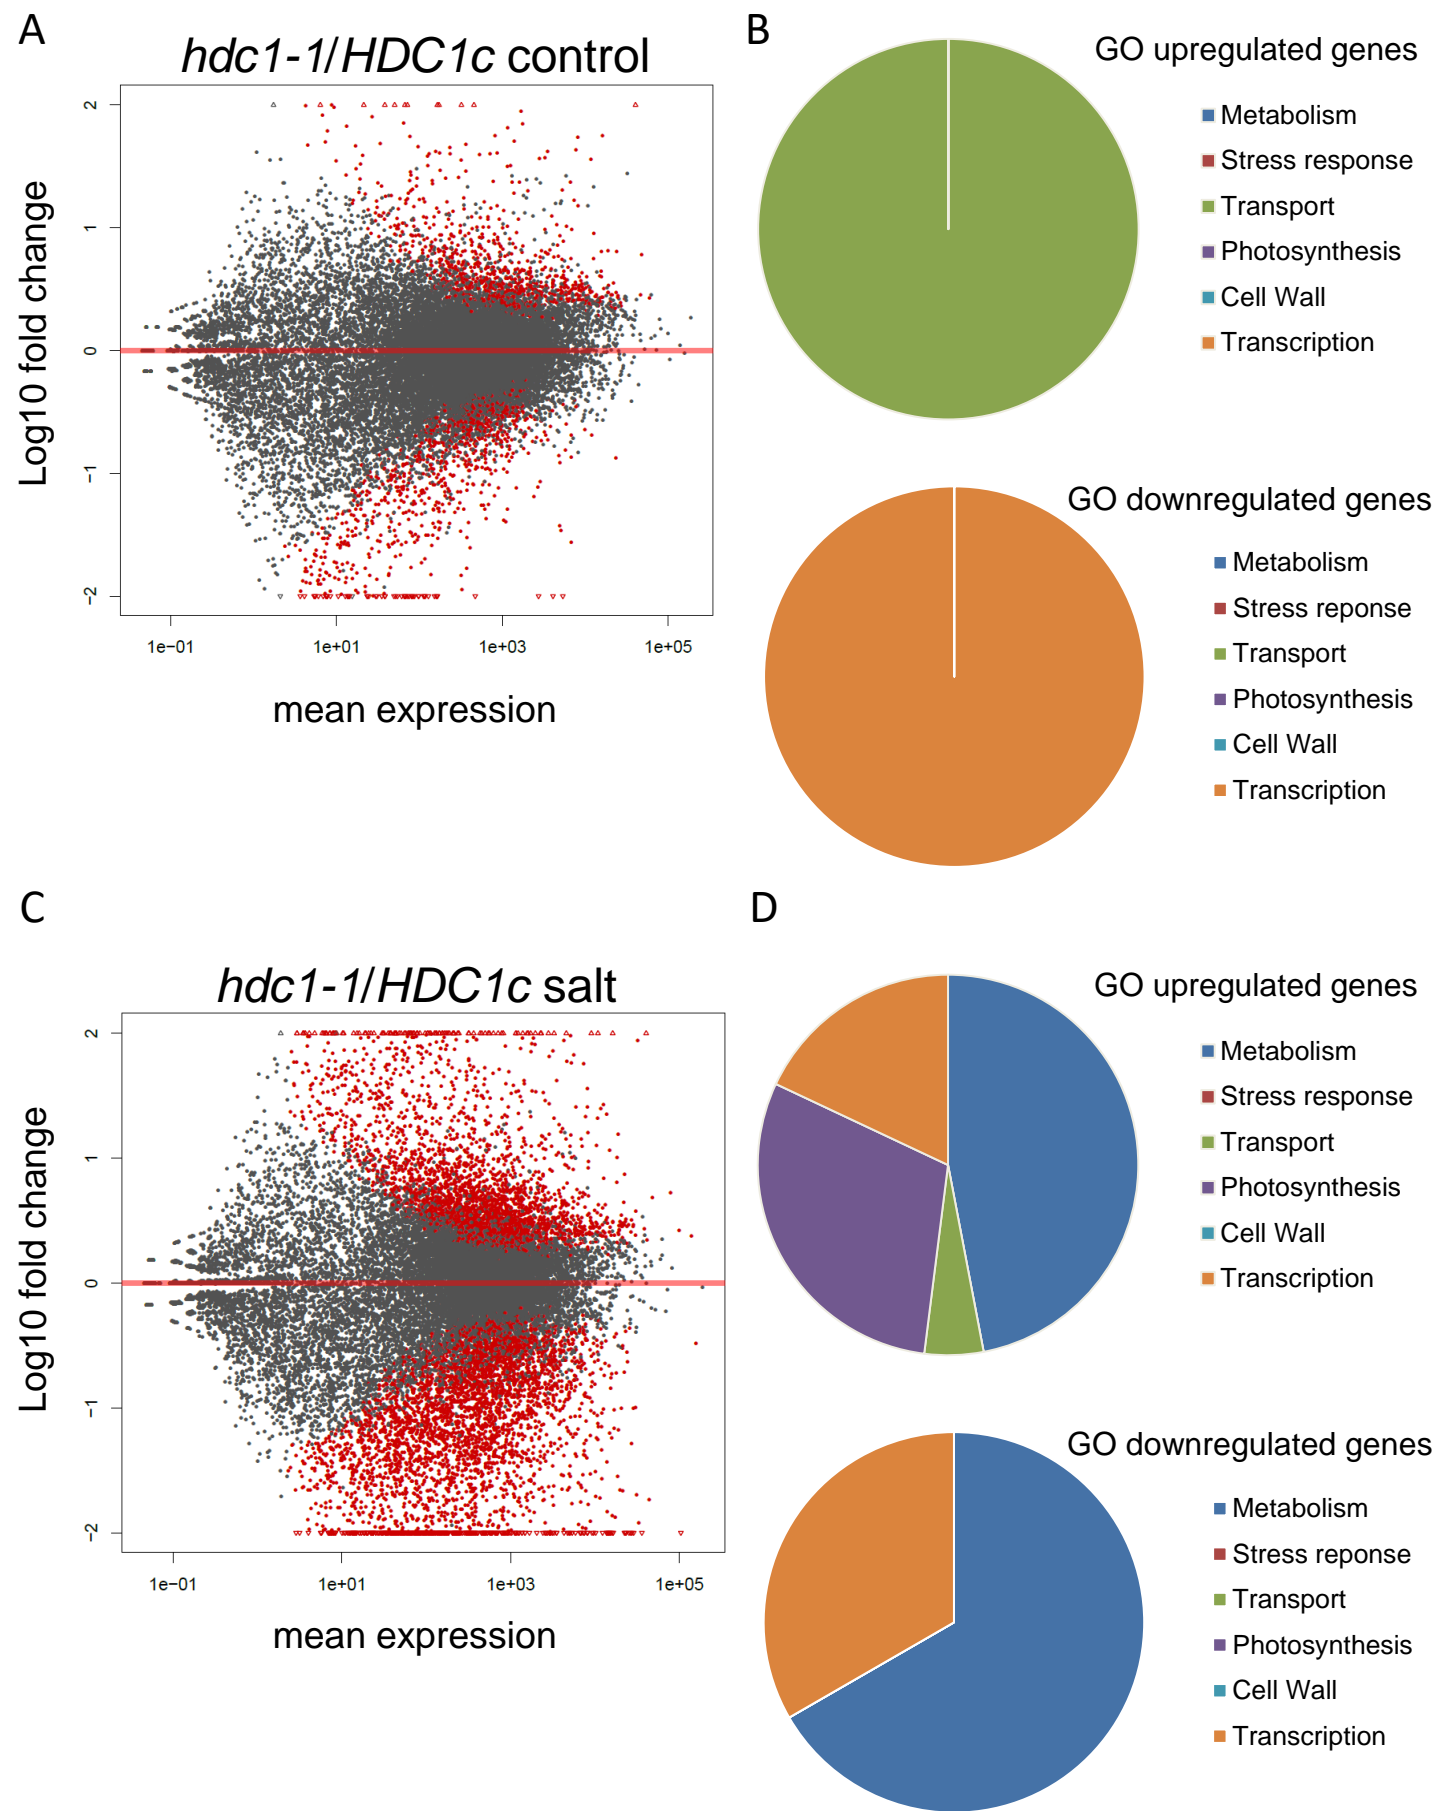 A
hdc1-1/HDC1c control
Log10 fold change
2
1
0
−1
−2
1e−01
1e+01
1e+03
1e+05
mean expression
B
GO upregulated genes
Metabolism
Stress response
Transport
Photosynthesis
Cell Wall
Transcription
GO downregulated genes
Metabolism
Stress reponse
Transport
Photosynthesis
Cell Wall
Transcription
C
hdc1-1/HDC1c salt
Log10 fold change
2
1
0
−1
−2
1e−01
1e+01
1e+03
1e+05
mean expression
D
GO upregulated genes
Metabolism
Stress response
Transport
Photosynthesis
Cell Wall
Transcription
GO downregulated genes
Metabolism
Stress reponse
Transport
Photosynthesis
Cell Wall
Transcription